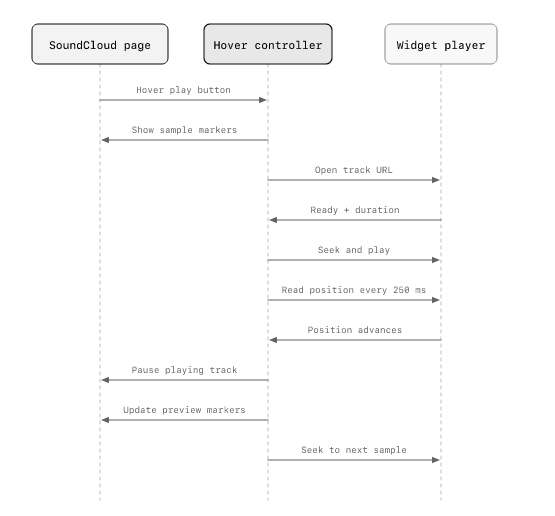 SoundCloud page
Hover controller
Widget player
Hover play button
Show sample markers
Open track URL
Ready + duration
Seek and play
Read position every 250 ms
Position advances
Pause playing track
Update preview markers
Seek to next sample